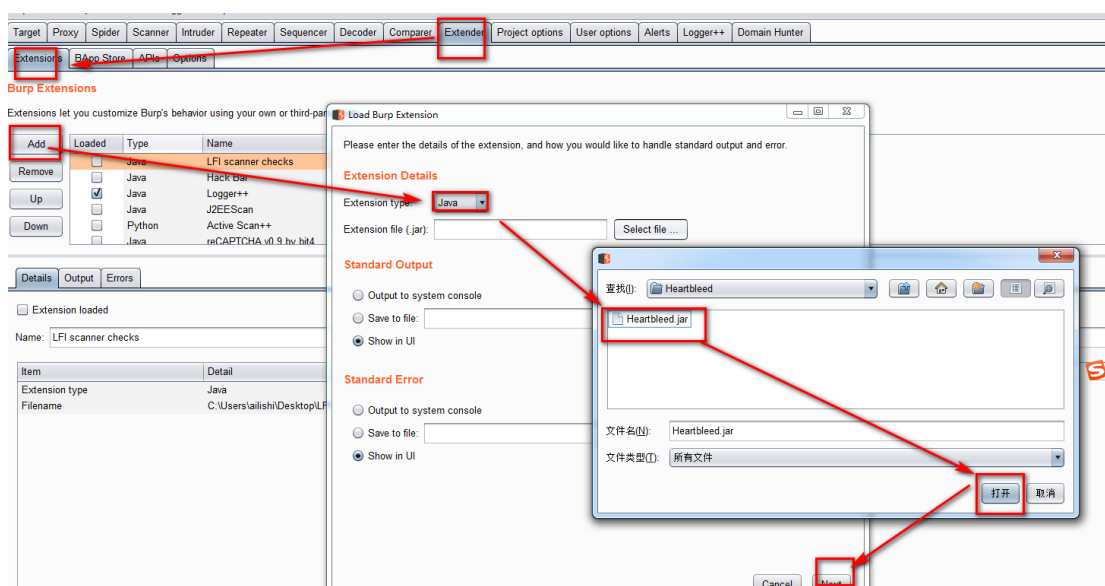 Target Proxy Spider Scanner Intruder Repeater Sequencer Decoder Comparer Extender Project options User options Alerts Logger++ Domain Hunter
Extensions BApp Store APIs Options
Burp Extensions
Extensions let you customize Burp's behavior using your own or third-par
Load Burp Extension
Please enter the details of the extension, and how you would like to handle standard output and error.
Add Loaded Type Name
Java LFI scanner checks
Remove
Java Hack Bar
Up
Java Logger++
Java J2EEScan
Down
Python Active Scan++
Java reCAPTCHA v0.9 by bit4
Extension Details
Extension type: Java
Extension file (.jar): Select file ...
Standard Output
Output to system console
Save to file:
Show in UI
Standard Error
Output to system console
Save to file:
Show in UI
Cancel Next
Details Output Errors
Extension loaded
Name: LFI scanner checks
Item Detail
Extension type Java
Filename C:\Users\ailishi\Desktop\LF
查找(I): Heartbleed
Heartbleed.jar
文件名(N): Heartbleed.jar
文件类型(T): 所有文件
打开 取消